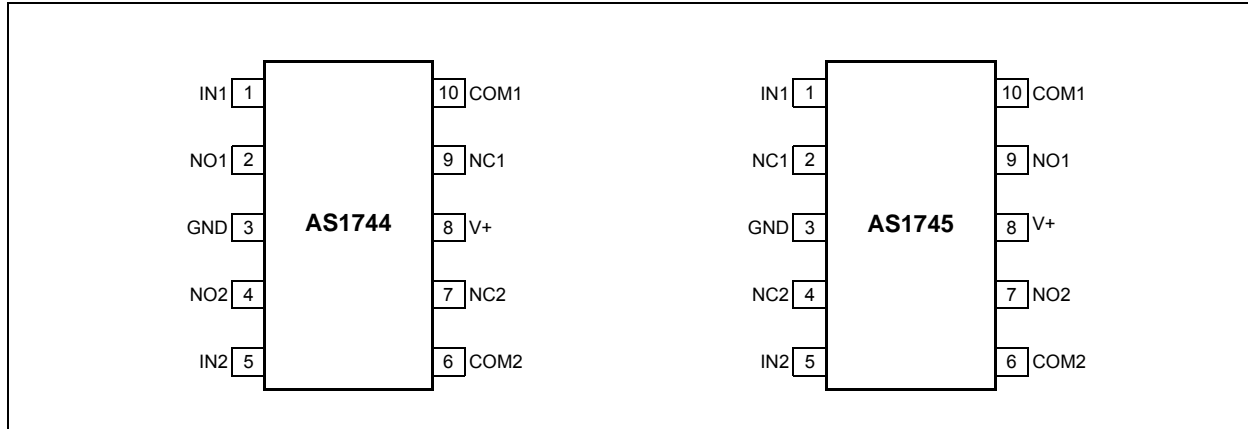 IN1 1 10 COM1
NO1 2 9 NC1
GND 3 AS1744 8 V+
NO2 4 7 NC2
IN2 5 6 COM2
IN1 1 10 COM1
NC1 2 9 NO1
GND 3 AS1745 8 V+
NC2 4 7 NO2
IN2 5 6 COM2